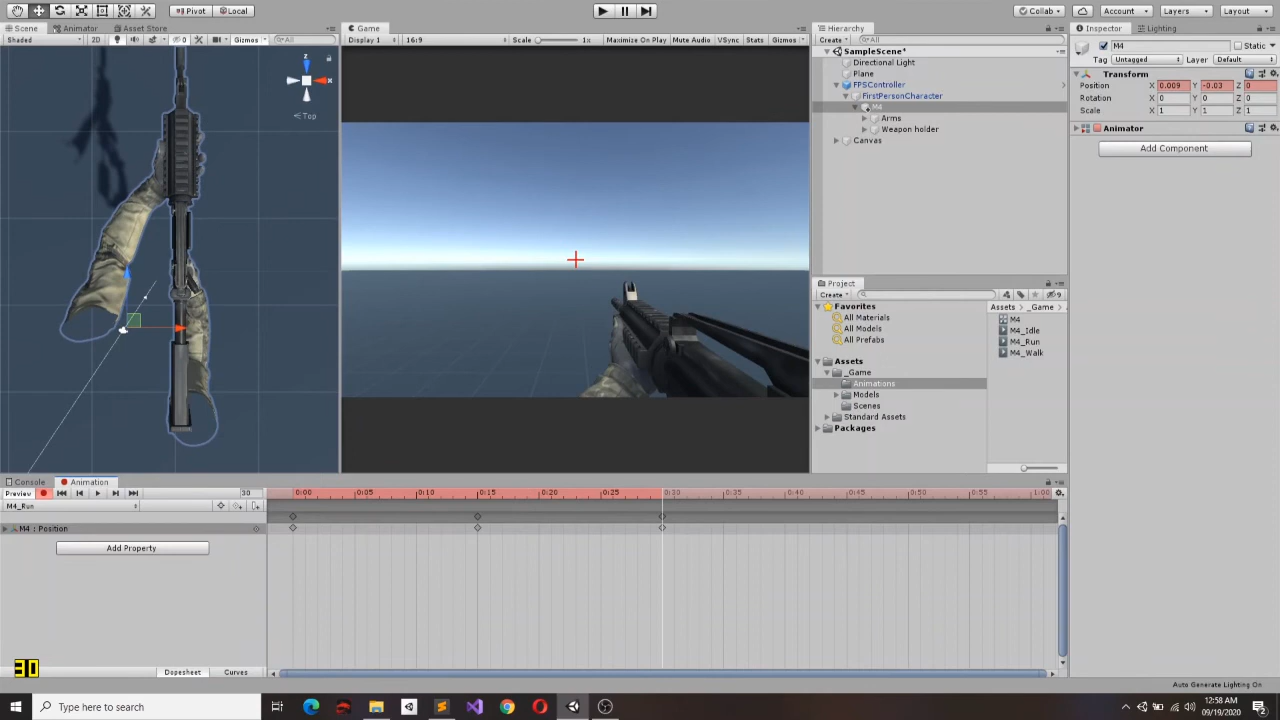 Pivot
Local
Collab
Account
Layers
Layout
Scene
Animator
Asset Store
Shaded
2D
0
Gizmos
All
x
z
Top
Game
Display 1
16:9
Scale
1x
Maximize On Play
Mute Audio
VSync
Stats
Gizmos
Hierarchy
Create
All
SampleScene*
Directional Light
Plane
FPSController
FirstPersonCharacter
M4
Arms
Weapon holder
Canvas
Project
Create
9
Favorites
All Materials
All Models
All Prefabs
Assets
_Game
Animations
Models
Scenes
Standard Assets
Packages
Assets
_Game
M4
M4_Idle
M4_Run
M4_Walk
Inspector
Lighting
M4
Static
Tag Untagged
Layer Default
Transform
Position X 0.009 Y -0.03 Z 0
Rotation X 0 Y 0 Z 0
Scale X 1 Y 1 Z 1
Animator
Add Component
Console
Animation
Preview
30
0:00 0:05 0:10 0:15 0:20 0:25 0:30 0:35 0:40 0:45 0:50 0:55 1:00
M4_Run
M4 : Position
Add Property
Dopesheet
Curves
30
Auto Generate Lighting On
Type here to search
12:58 AM
09/19/2020